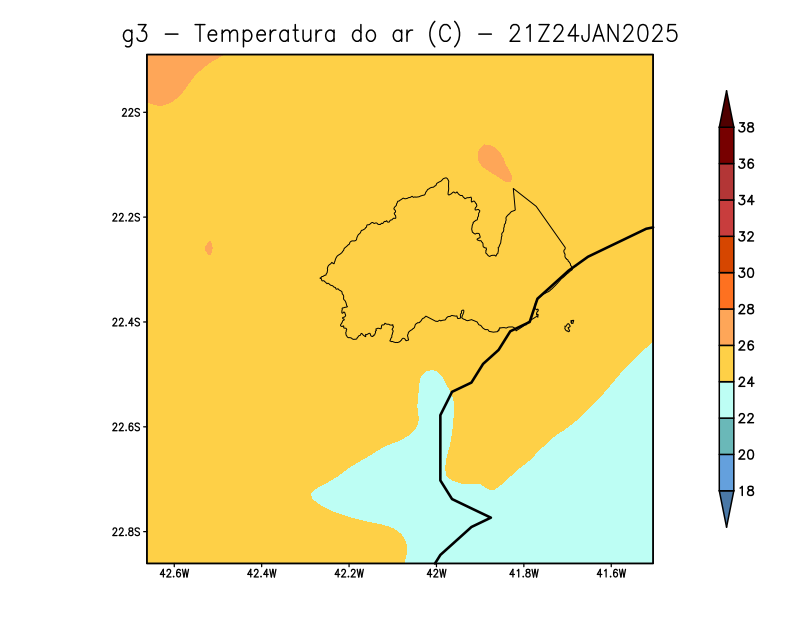 g3 − Temperatura do ar (C) − 21Z24JAN2025
22S
22.2S
22.4S
22.6S
22.8S
42.6W
42.4W
42.2W
42W
41.8W
41.6W
38
36
34
32
30
28
26
24
22
20
18